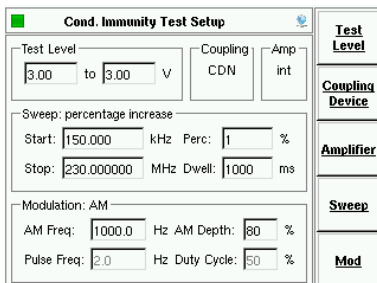 Cond. Immunity Test Setup
Test Level
Coupling
Amp
3.00 to 3.00 V
CDN
int
Sweep: percentage increase
Start: 150.000 kHz Perc: 1 %
Stop: 230.000000 MHz Dwell: 1000 ms
Modulation: AM
AM Freq: 1000.0 Hz AM Depth: 80 %
Pulse Freq: 2.0 Hz Duty Cycle: 50 %
Test
Level
Coupling
Device
Amplifier
Sweep
Mod